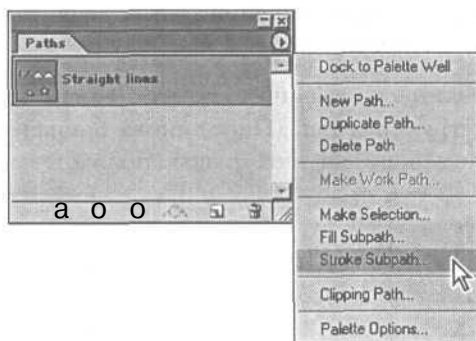 Paths
Straight lines
a o o
Dock to Palette Well
New Path...
Duplicate Path...
Delete Path
Make Work Path...
Make Selection...
Fill Subpath...
Stroke Subpath...
Clipping Path...
Palette Options...